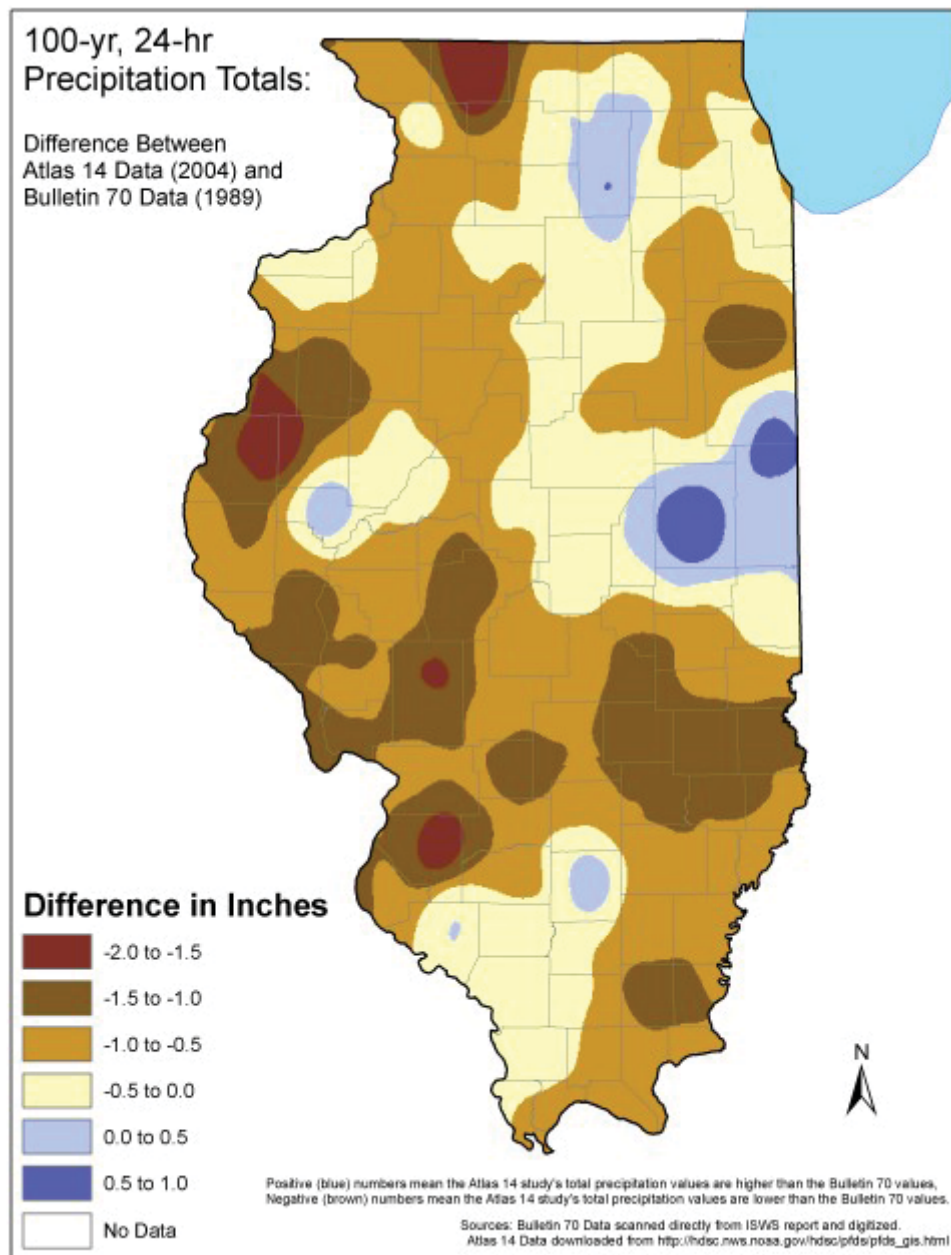 100-yr, 24-hr
Precipitation Totals:
Difference Between
Atlas 14 Data (2004) and
Bulletin 70 Data (1989)
Difference in Inches
-2.0 to -1.5
-1.5 to -1.0
-1.0 to -0.5
-0.5 to 0.0
0.0 to 0.5
0.5 to 1.0
No Data
N
Positive (blue) numbers mean the Atlas 14 study's total precipitation values are higher than the Bulletin 70 values,
Negative (brown) numbers mean the Atlas 14 study's total precipitation values are lower than the Bulletin 70 values.
Sources: Bulletin 70 Data scanned directly from ISWS report and digitized.
Atlas 14 Data downloaded from http://hdsc.nws.noaa.gov/hdsc/pfds/pfds_gis.html